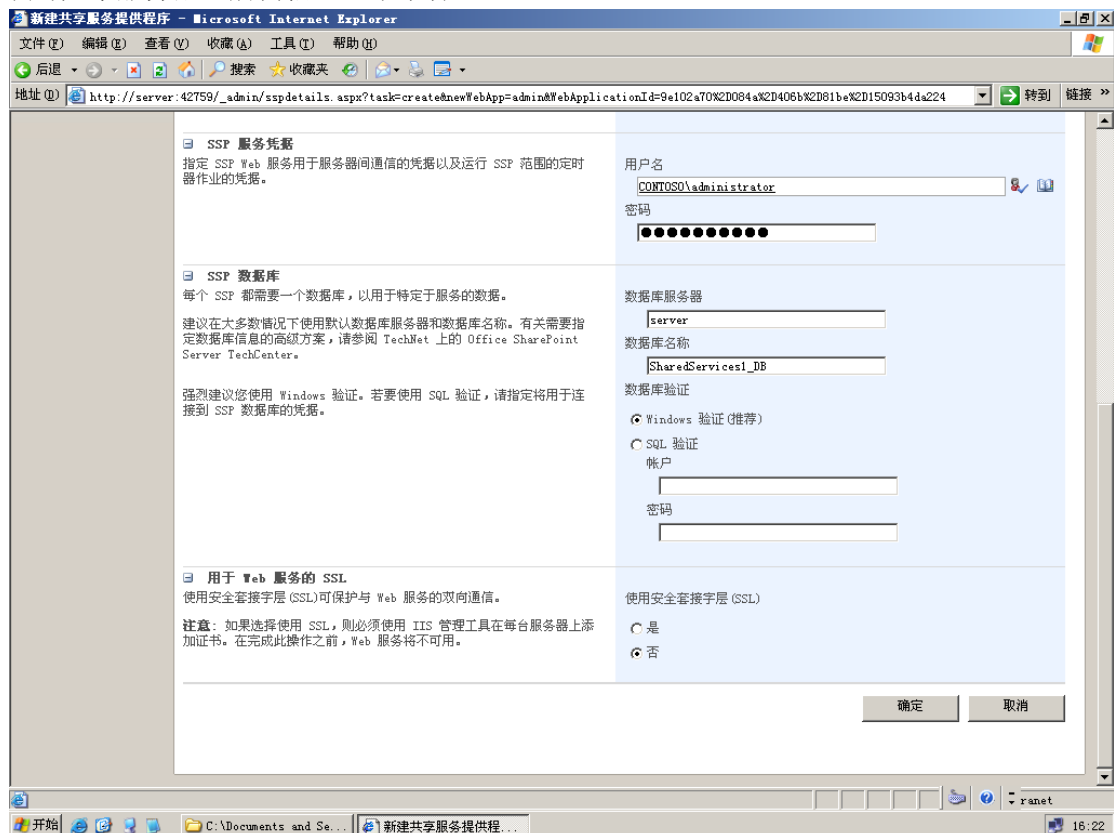 新建共享服务提供程序 - Microsoft Internet Explorer
文件(F) 编辑(E) 查看(V) 收藏(A) 工具(T) 帮助(H)
后退 搜索 收藏夹
地址(D) http://server:42759/_admin/sspdetails.aspx?task=create&newWebApp=admin&WebApplicationId=9e102a70%2D084a%2D406b%2D81be%2D15093b4da224 转到 链接 »
SSP 服务凭据
指定 SSP Web 服务用于服务器间通信的凭据以及运行 SSP 范围的定时
器作业的凭据。
用户名
CONTOSO\administrator
密码
●●●●●●●●●●
SSP 数据库
每个 SSP 都需要一个数据库，以用于特定于服务的数据。
建议在大多数情况下使用默认数据库服务器和数据库名称。有关需要指
定数据库信息的高级方案，请参阅 TechNet 上的 Office SharePoint
Server TechCenter。
强烈建议您使用 Windows 验证。若要使用 SQL 验证，请指定将用于连
接到 SSP 数据库的凭据。
数据库服务器
server
数据库名称
SharedServices1_DB
数据库验证
Windows 验证(推荐)
SQL 验证
帐户
密码
用于 Web 服务的 SSL
使用安全套接字层(SSL)可保护与 Web 服务的双向通信。
注意: 如果选择使用 SSL，则必须使用 IIS 管理工具在每台服务器上添
加证书。在完成此操作之前，Web 服务将不可用。
使用安全套接字层(SSL)
是
否
确定 取消
ranet
开始 C:\Documents and Se... 新建共享服务提供程... 16:22